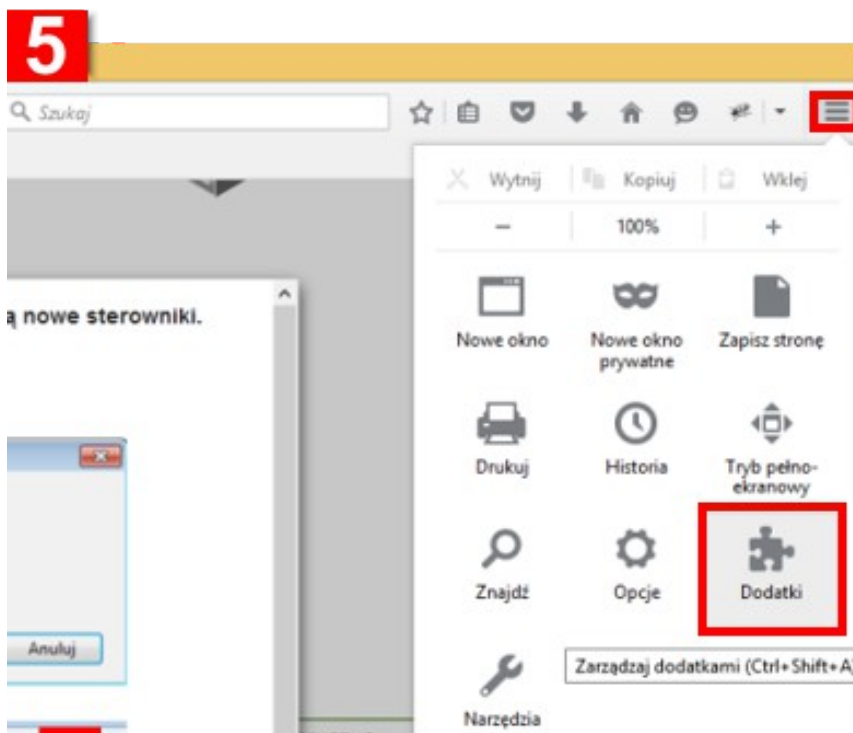 5
Szukaj
Wytnij Kopiuj Wklej
− 100% +
ą nowe sterowniki.
Nowe okno Nowe okno prywatne Zapisz stronę
Drukuj Historia Tryb pełno-ekranowy
Znajdź Opcje Dodatki
Anuluj
Zarządzaj dodatkami (Ctrl+Shift+A)
Narzędzia